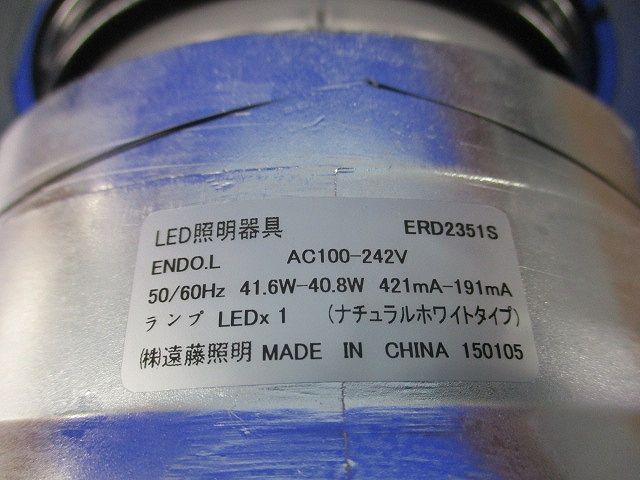 LED照明器具 ERD2351S
ENDO.L AC100-242V
50/60Hz 41.6W-40.8W 421mA-191mA
ランプ LEDx 1 (ナチュラルホワイトタイプ)
㈱遠藤照明 MADE IN CHINA 150105